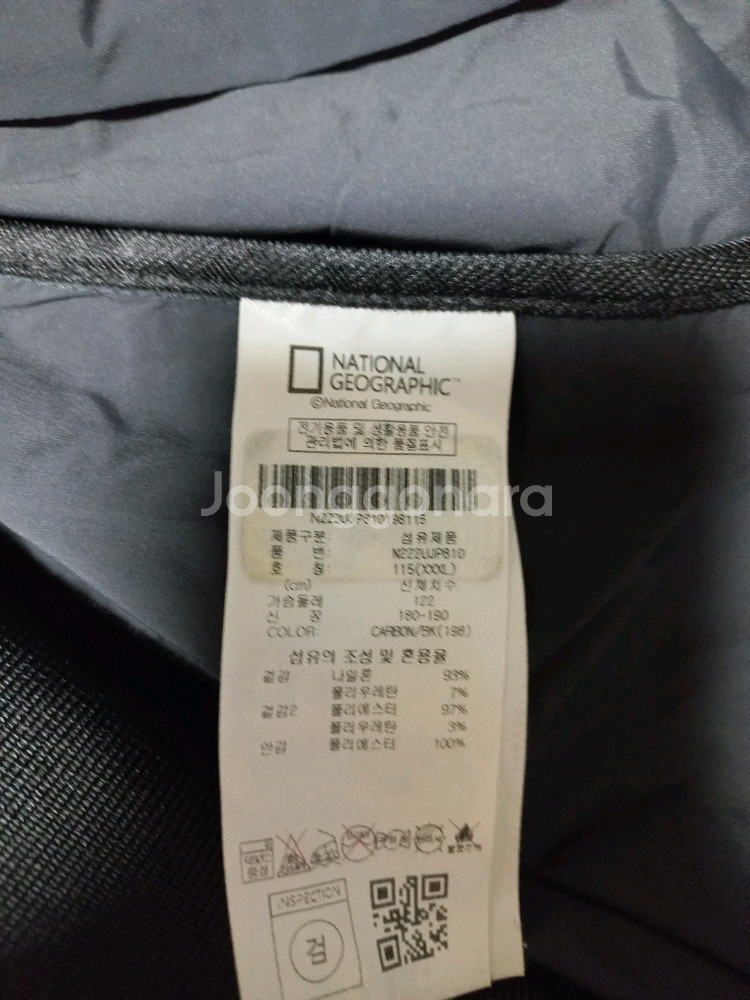 NATIONAL
GEOGRAPHIC™
©National Geographic
전기용품 및 생활용품 안전
관리법에 의한 품질표시
Joonggonara
N222UJP810198115
제품구분: 섬유제품
품 번: N222UJP810
호 칭: 115(XXXL)
(cm) 신체치수
가슴둘레 122
신 장 180-190
COLOR: CARBON/BK(198)
섬유의 조성 및 혼용율
겉감 나일론 93%
폴리우레탄 7%
겉감2 폴리에스터 97%
폴리우레탄 3%
안감 폴리에스터 100%
INSPECTION
검